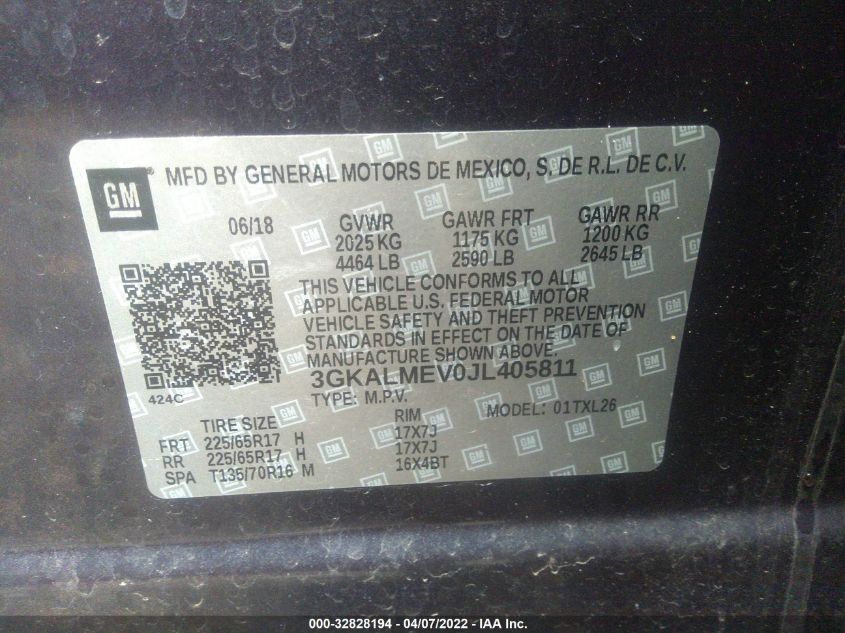 GM
® MFD BY GENERAL MOTORS DE MEXICO, S, DE R.L. DE C.V.
06/18 GVWR GAWR FRT GAWR RR
2025 KG 1175 KG 1200 KG
4464 LB 2590 LB 2645 LB
THIS VEHICLE CONFORMS TO ALL
APPLICABLE U.S. FEDERAL MOTOR
VEHICLE SAFETY AND THEFT PREVENTION
STANDARDS IN EFFECT ON THE DATE OF
MANUFACTURE SHOWN ABOVE.
3GKALMEV0JL405811
424C TYPE: M.P.V. MODEL: 01TXL26
TIRE SIZE RIM
FRT 225/65R17 H 17X7J
RR 225/65R17 H 17X7J
SPA T135/70R16 M 16X4BT
000-32828194 - 04/07/2022 - IAA Inc.